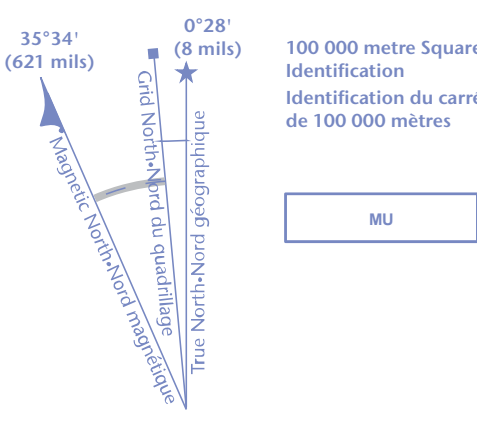 35°34'
(621 mils)
0°28'
(8 mils)
Magnetic North•Nord magnétique
Grid North•Nord du quadrillage
True North•Nord géographique
100 000 metre Square
Identification
Identification du carré
de 100 000 mètres
MU